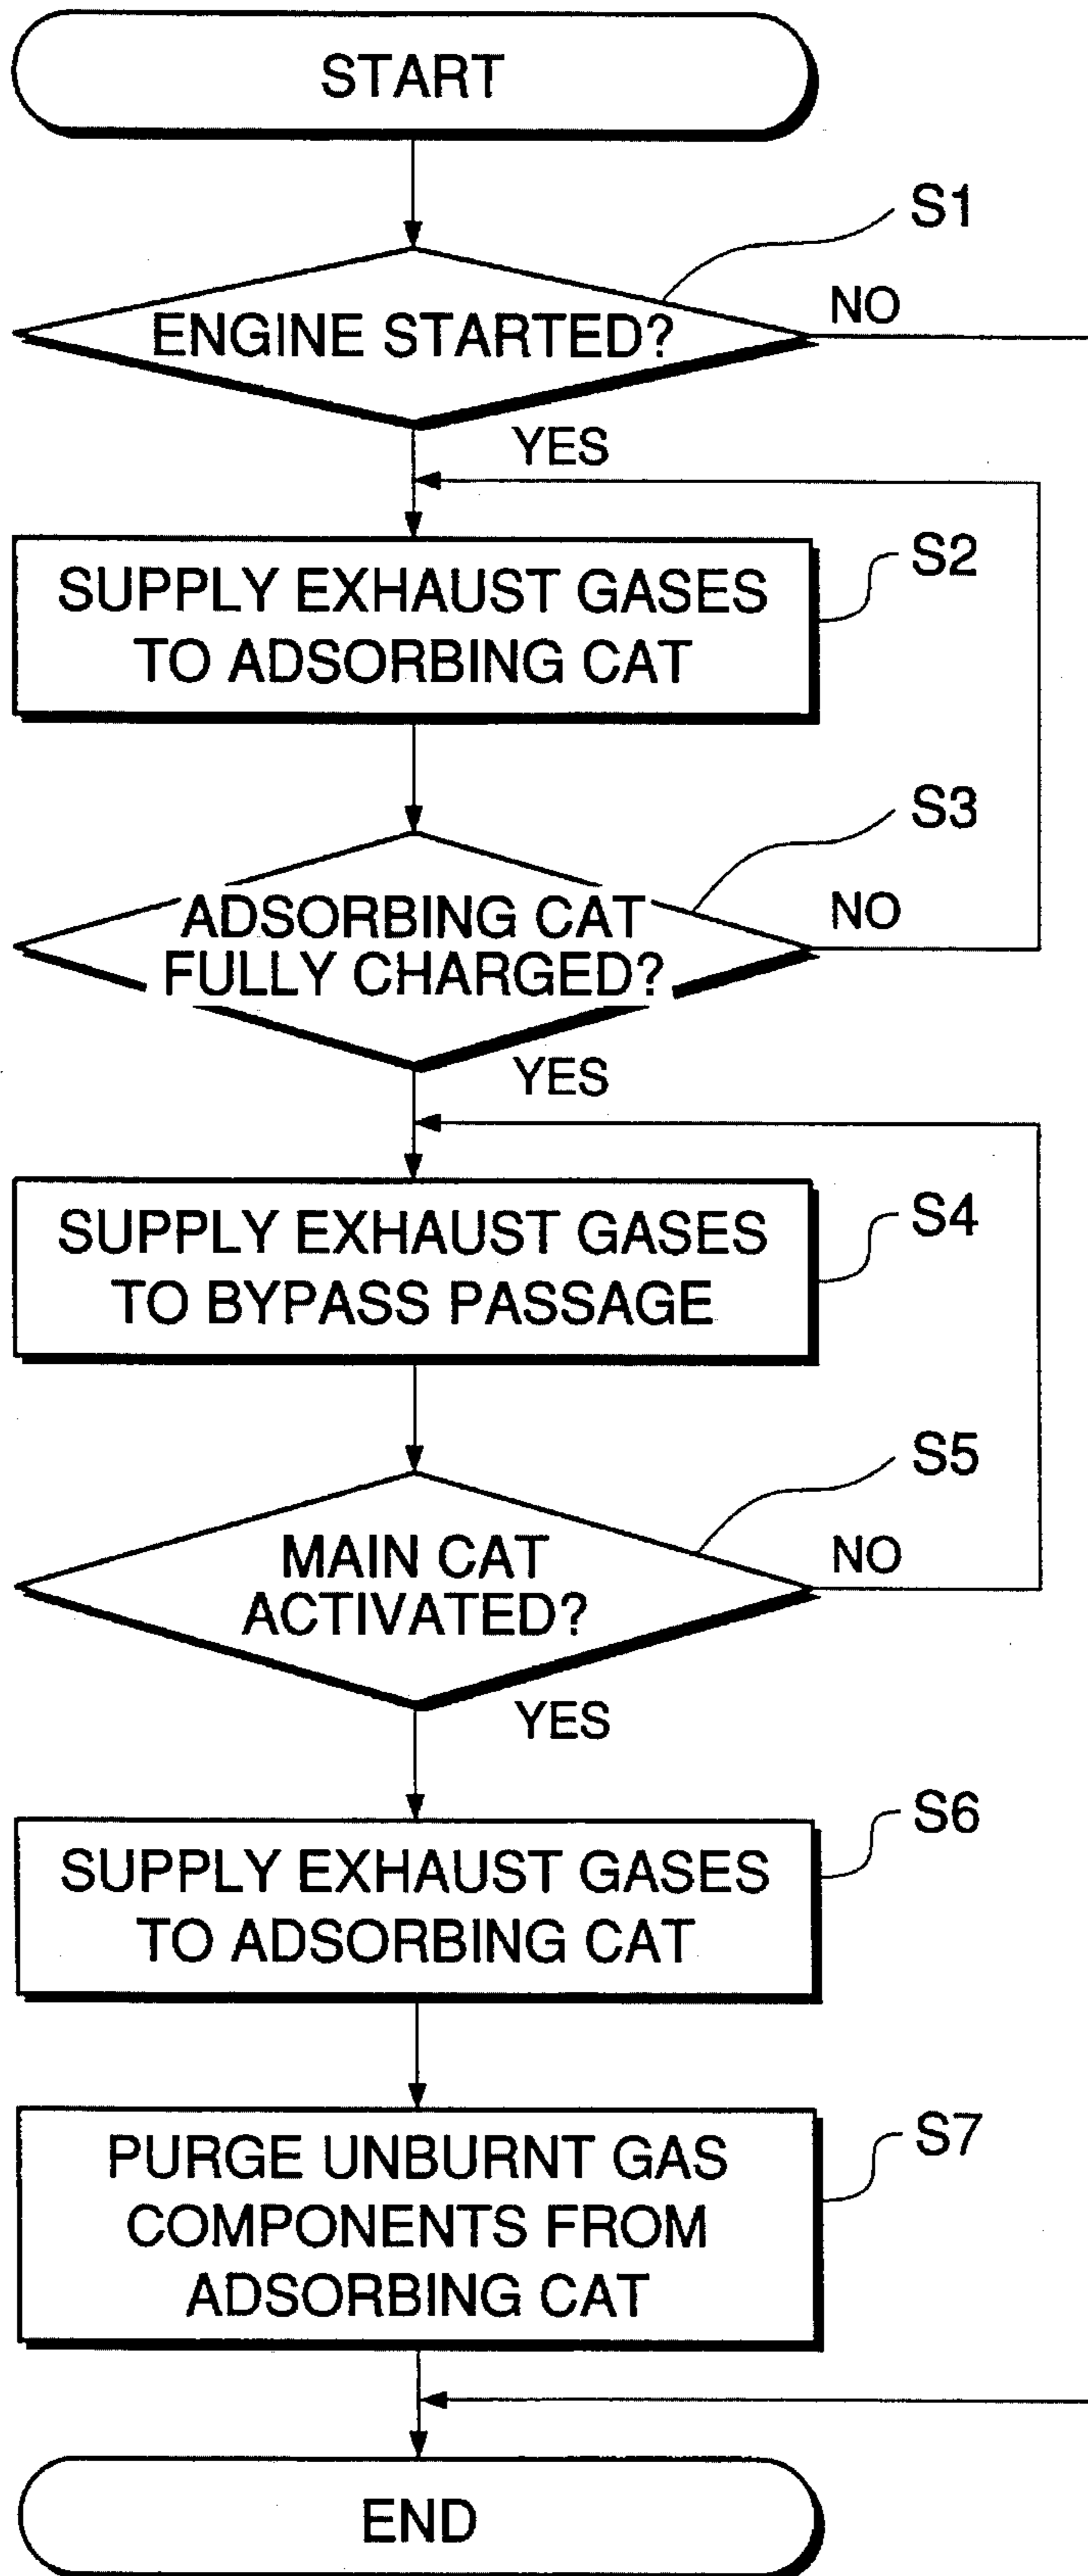 START
S1
ENGINE STARTED?
NO
YES
S2
SUPPLY EXHAUST GASES
TO ADSORBING CAT
S3
ADSORBING CAT
FULLY CHARGED?
NO
YES
S4
SUPPLY EXHAUST GASES
TO BYPASS PASSAGE
S5
MAIN CAT
ACTIVATED?
NO
YES
S6
SUPPLY EXHAUST GASES
TO ADSORBING CAT
S7
PURGE UNBURNT GAS
COMPONENTS FROM
ADSORBING CAT
END